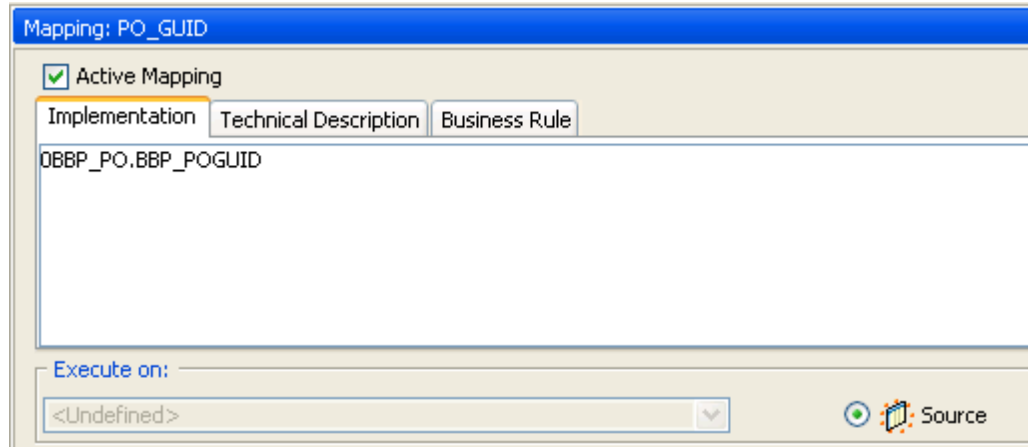 Mapping: PO_GUID
Active Mapping
Implementation Technical Description Business Rule
0BBP_PO.BBP_POGUID
Execute on:
<Undefined> Source